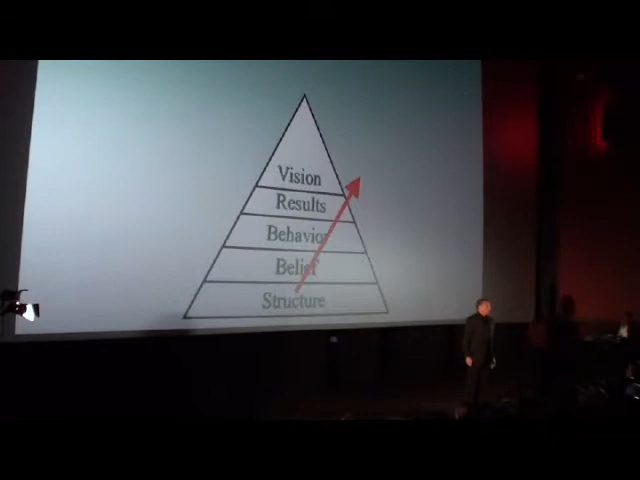 Vision
Results
Behavior
Belief
Structure